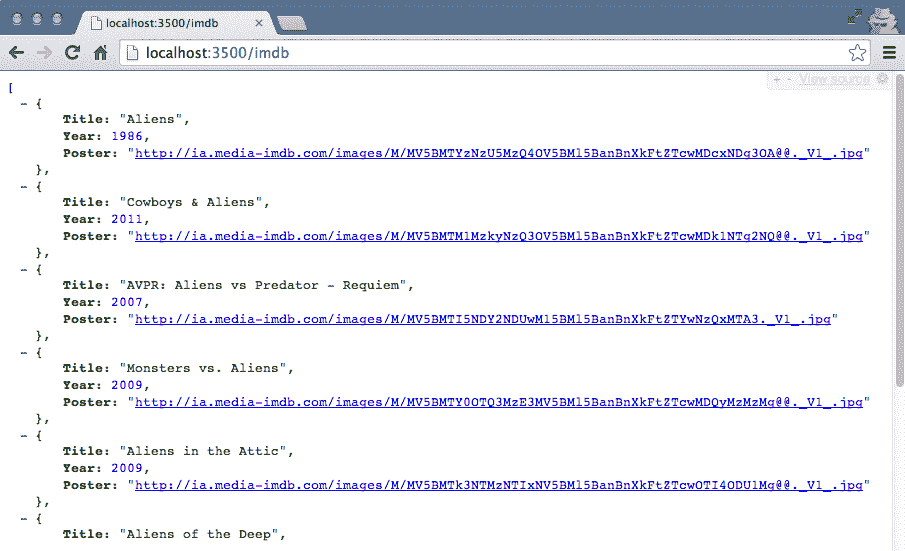 localhost:3500/imdb
localhost:3500/imdb
+ - View source
[
- {
Title: "Aliens",
Year: 1986,
Poster: "http://ia.media-imdb.com/images/M/MV5BMTYzNzU5MzQ4OV5BMl5BanBnXkFtZTcwMDcxNDg3OA@@._V1_.jpg"
},
- {
Title: "Cowboys & Aliens",
Year: 2011,
Poster: "http://ia.media-imdb.com/images/M/MV5BMTM1MzkyNzQ3OV5BMl5BanBnXkFtZTcwMDk1NTg2NQ@@._V1_.jpg"
},
- {
Title: "AVPR: Aliens vs Predator - Requiem",
Year: 2007,
Poster: "http://ia.media-imdb.com/images/M/MV5BMTI5NDY2NDUwMl5BMl5BanBnXkFtZTYwNzQxMTA3._V1_.jpg"
},
- {
Title: "Monsters vs. Aliens",
Year: 2009,
Poster: "http://ia.media-imdb.com/images/M/MV5BMTY0OTQ3MzE3MV5BMl5BanBnXkFtZTcwMDQyMzMzMg@@._V1_.jpg"
},
- {
Title: "Aliens in the Attic",
Year: 2009,
Poster: "http://ia.media-imdb.com/images/M/MV5BMTk3NTMzNTIxNV5BMl5BanBnXkFtZTcwOTI4ODU1Mg@@._V1_.jpg"
},
- {
Title: "Aliens of the Deep",